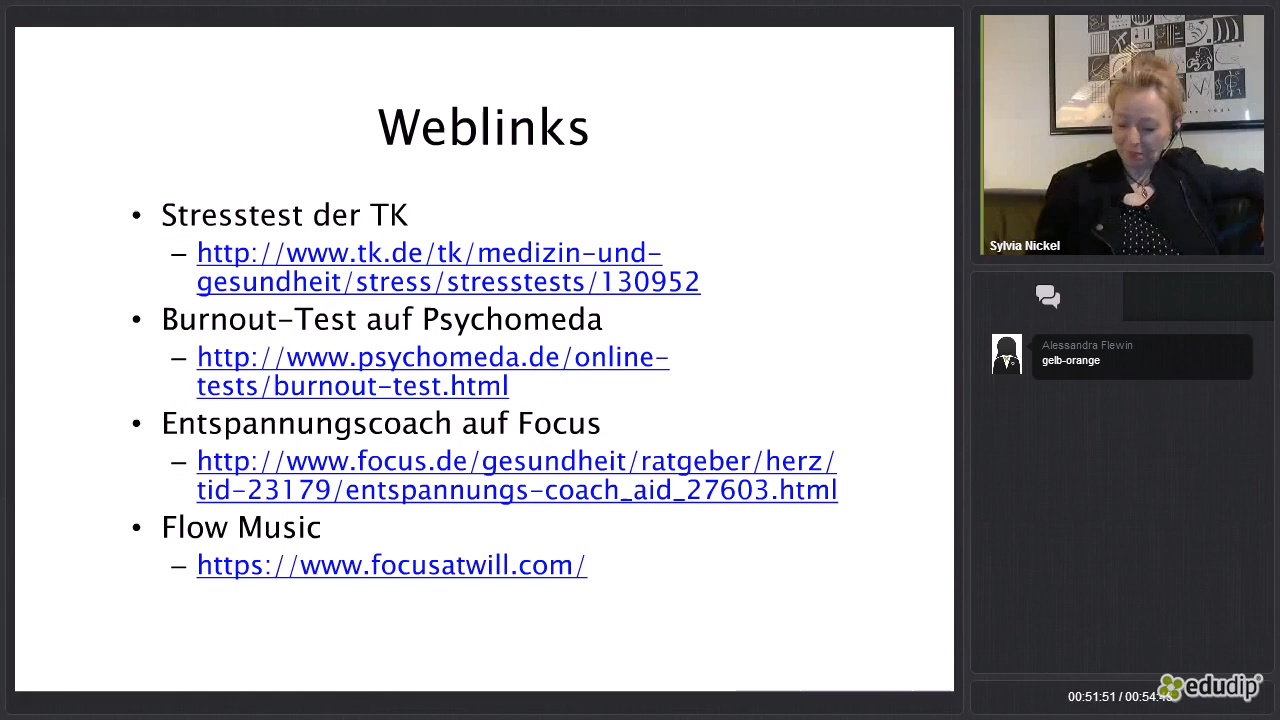 Weblinks
• Stresstest der TK
– http://www.tk.de/tk/medizin-und-
gesundheit/stress/stresstests/130952
• Burnout-Test auf Psychomeda
– http://www.psychomeda.de/online-
tests/burnout-test.html
• Entspannungscoach auf Focus
– http://www.focus.de/gesundheit/ratgeber/herz/
tid-23179/entspannungs-coach_aid_27603.html
• Flow Music
– https://www.focusatwill.com/
Sylvia Nickel
Alessandra Flewin
gelb-orange
00:51:51 /
edudip